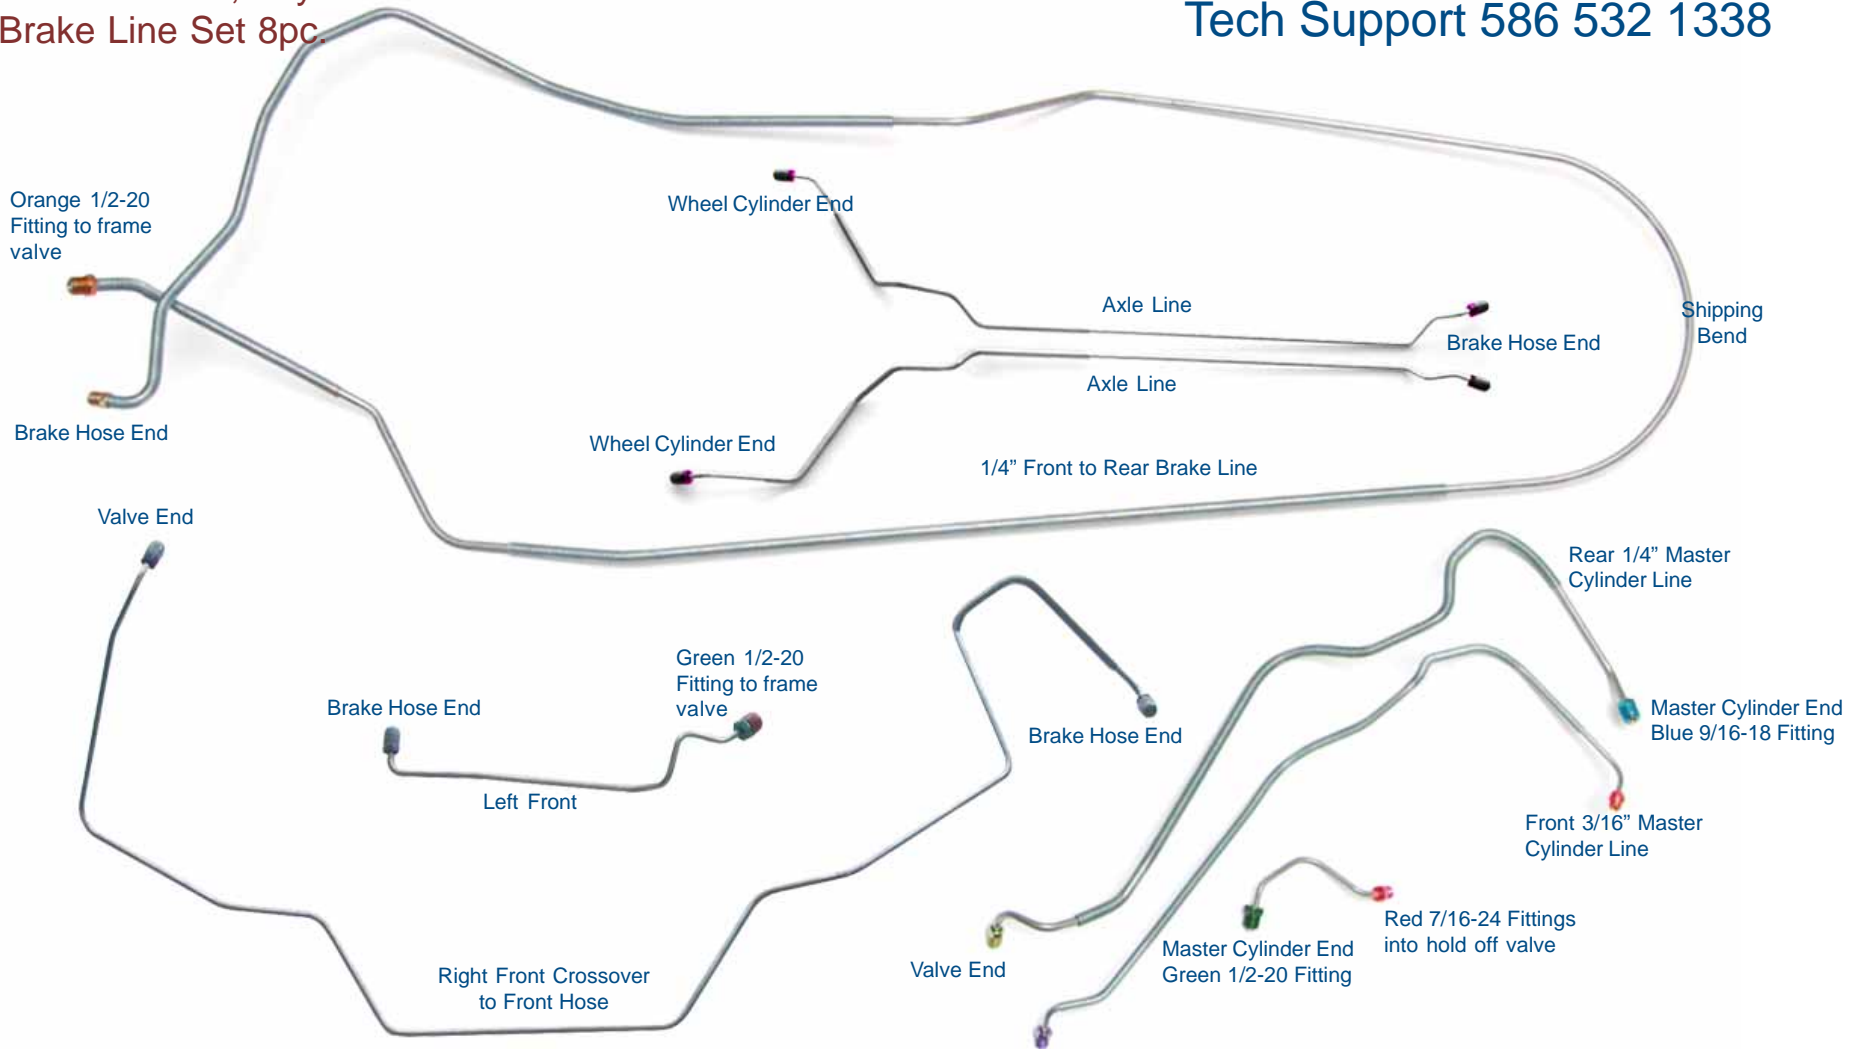 Brake Line Set 8pc.
Tech Support 586 532 1338
Orange 1/2-20
Fitting to frame
valve
Wheel Cylinder End
Axle Line
Shipping
Bend
Brake Hose End
Axle Line
Brake Hose End
Wheel Cylinder End
1/4” Front to Rear Brake Line
Valve End
Rear 1/4” Master
Cylinder Line
Green 1/2-20
Fitting to frame
valve
Brake Hose End
Brake Hose End
Master Cylinder End
Blue 9/16-18 Fitting
Left Front
Front 3/16” Master
Cylinder Line
Red 7/16-24 Fittings
into hold off valve
Master Cylinder End
Green 1/2-20 Fitting
Valve End
Right Front Crossover
to Front Hose